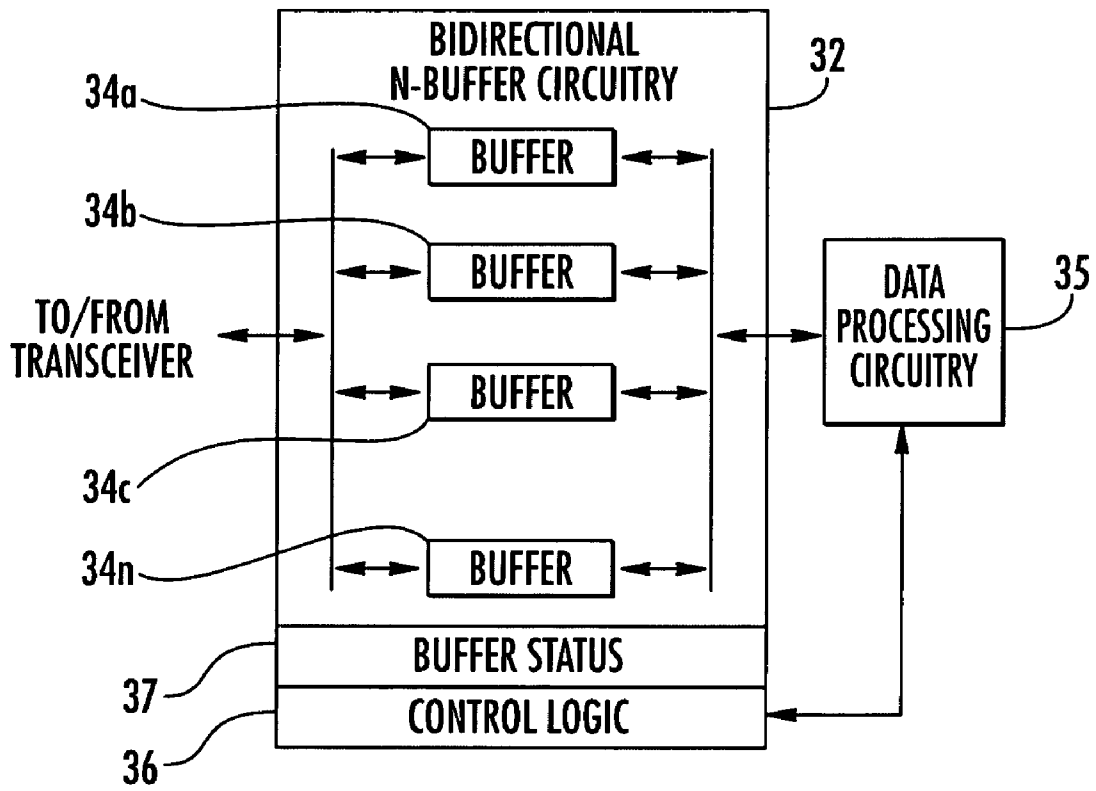 BIDIRECTIONAL
N-BUFFER CIRCUITRY
32
34a
BUFFER
34b
BUFFER
TO/FROM
TRANSCEIVER
DATA
PROCESSING
CIRCUITRY
35
BUFFER
34c
34n
BUFFER
BUFFER STATUS
37
CONTROL LOGIC
36